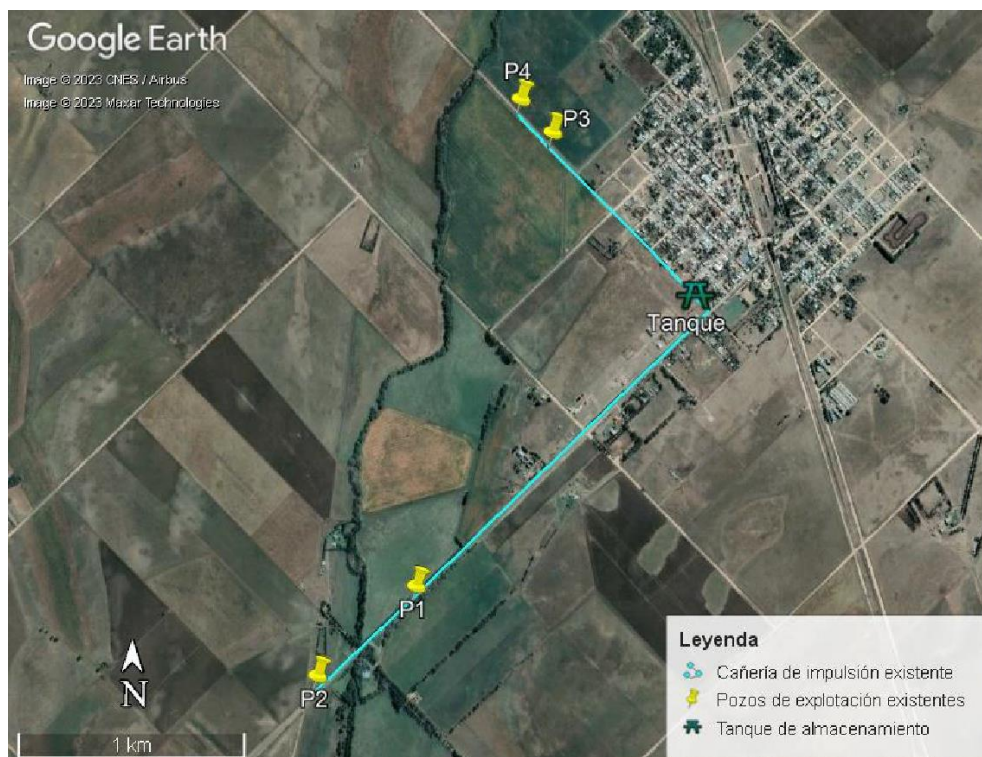 Google Earth
Image © 2023 CNES / Airbus
Image © 2023 Maxar Technologies
P4
P3
Tanque
P1
P2
N
1 km
Leyenda
Cañería de impulsión existente
Pozos de explotación existentes
Tanque de almacenamiento